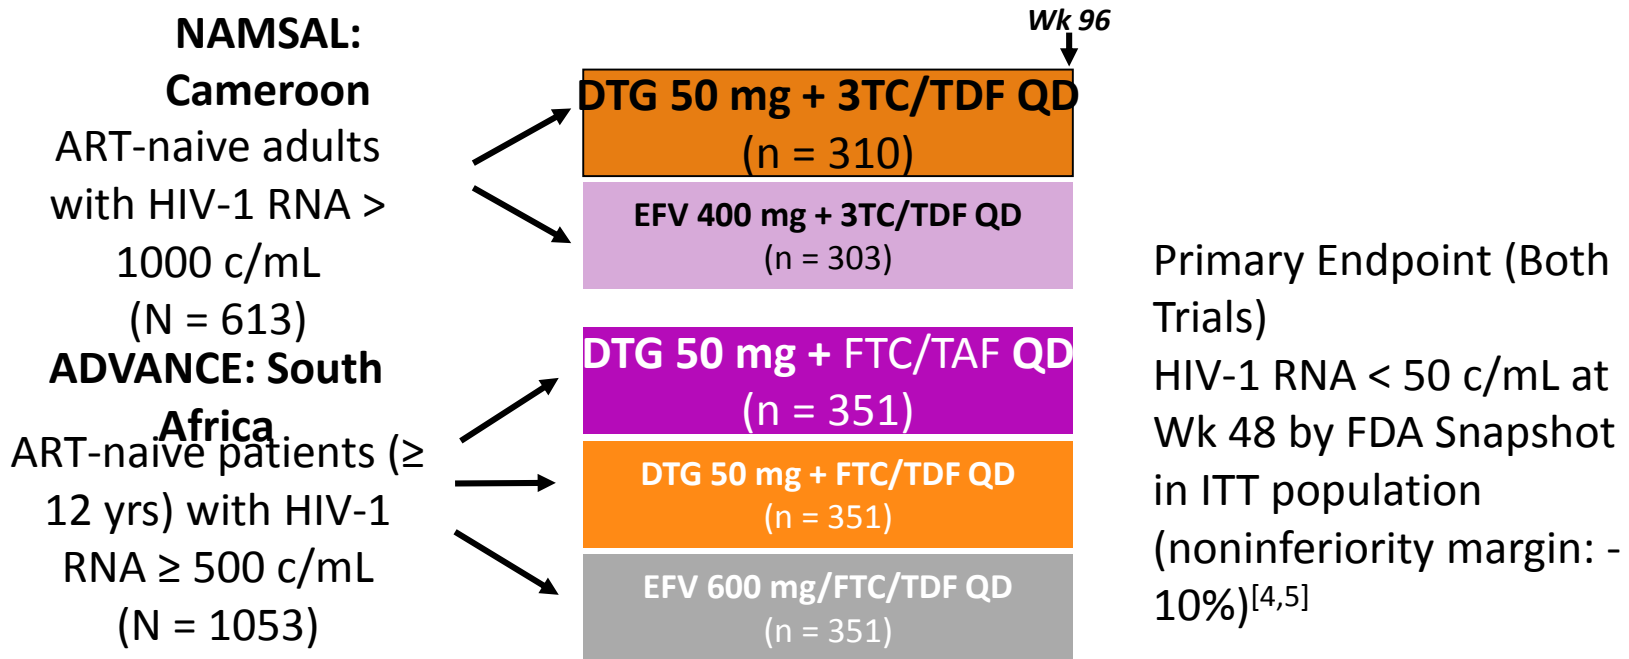 NAMSAL:
Cameroon
ART-naive adults
with HIV-1 RNA >
1000 c/mL
(N = 613)
ADVANCE: South
Africa
ART-naive patients (≥
12 yrs) with HIV-1
RNA ≥ 500 c/mL
(N = 1053)
Wk 96
DTG 50 mg + 3TC/TDF QD
(n = 310)
EFV 400 mg + 3TC/TDF QD
(n = 303)
DTG 50 mg + FTC/TAF QD
(n = 351)
DTG 50 mg + FTC/TDF QD
(n = 351)
EFV 600 mg/FTC/TDF QD
(n = 351)
Primary Endpoint (Both
Trials)
HIV-1 RNA < 50 c/mL at
Wk 48 by FDA Snapshot
in ITT population
(noninferiority margin: -
10%)[4,5]